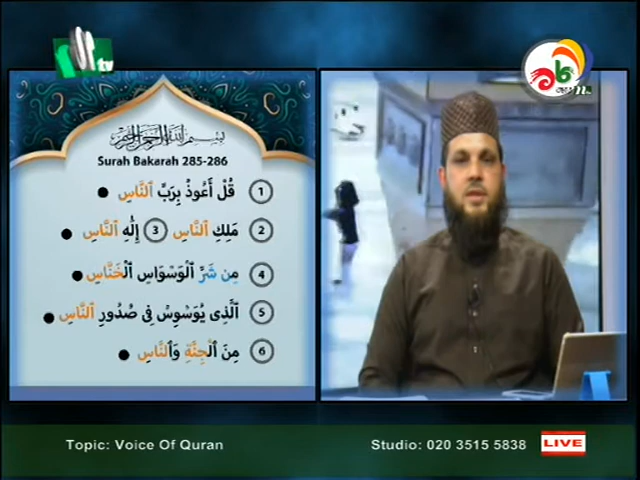 tv
بسم الله الرحمن الرحيم
Surah Bakarah 285-286
قُلْ أَعُوذُ بِرَبِّ ٱلنَّاسِ 1
مَلِكِ ٱلنَّاسِ 3 إِلَٰهِ ٱلنَّاسِ 2
مِن شَرِّ ٱلْوَسْوَاسِ ٱلْخَنَّاسِ 4
ٱلَّذِى يُوَسْوِسُ فِى صُدُورِ ٱلنَّاسِ 5
مِنَ ٱلْجِنَّةِ وَٱلنَّاسِ 6
Topic: Voice Of Quran
Studio: 020 3515 5838
LIVE